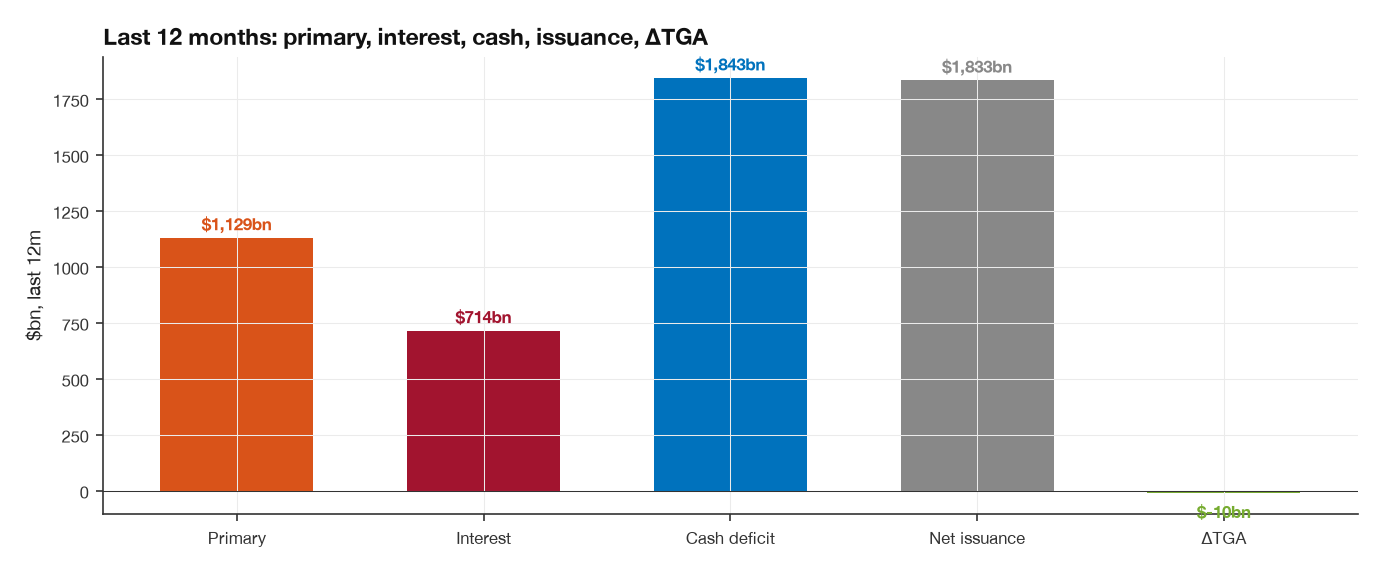 Last 12 months: primary, interest, cash, issuance, ΔTGA
$bn, last 12m
1750
1500
1250
1000
750
500
250
0
$1,129bn
$714bn
$1,843bn
$1,833bn
$-10bn
Primary
Interest
Cash deficit
Net issuance
ΔTGA